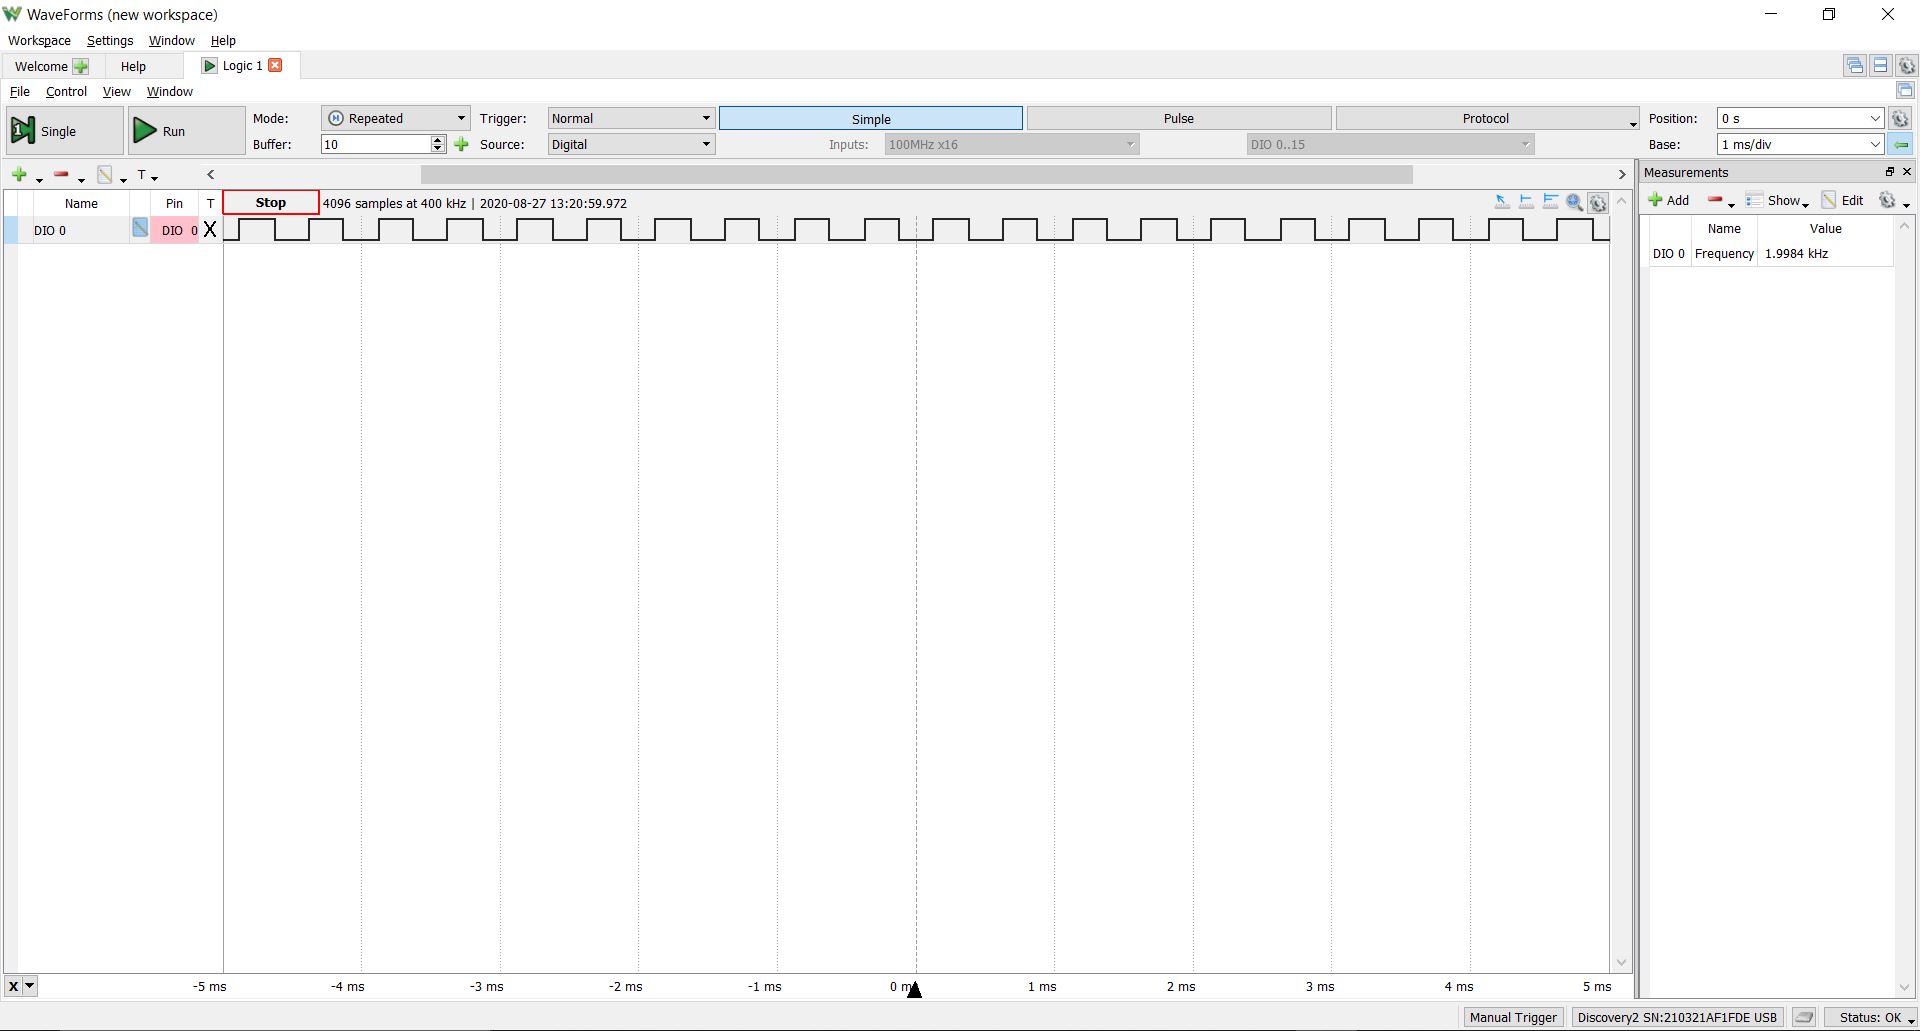 WaveForms (new workspace)
Workspace Settings Window Help
Welcome Help Logic 1
File Control View Window
Single Run Mode: Repeated Trigger: Normal Simple Pulse Protocol Position: 0 s
Buffer: 10 Source: Digital Inputs: 100MHz x16 DIO 0..15 Base: 1 ms/div
T
Measurements
Name Pin T Stop 4096 samples at 400 kHz | 2020-08-27 13:20:59.972
Add Show Edit
DIO 0 DIO 0 X
Name Value
DIO 0 Frequency 1.9984 kHz
X -5 ms -4 ms -3 ms -2 ms -1 ms 0 m 1 ms 2 ms 3 ms 4 ms 5 ms
Manual Trigger Discovery2 SN:210321AF1FDE USB Status: OK